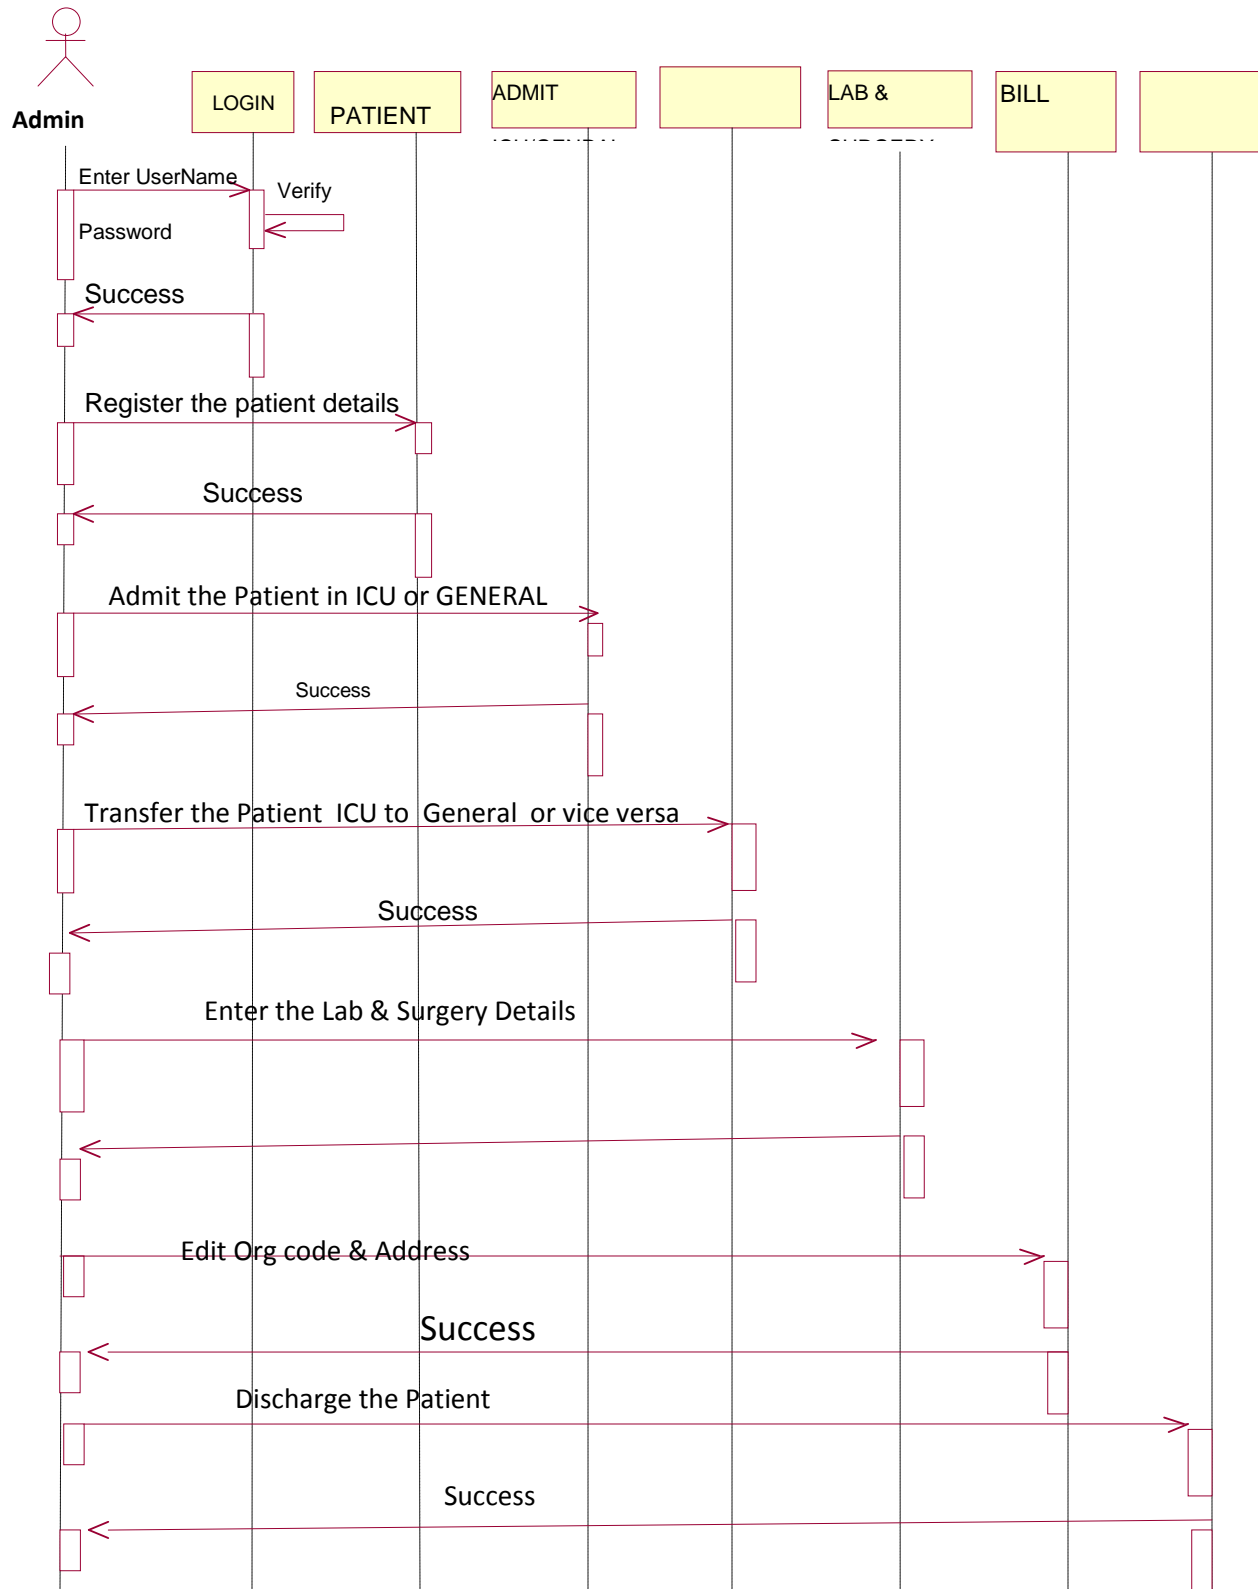 Admin
LOGIN
PATIENT
ADMIT
LAB &
BILL
Enter UserName
Verify
Password
Success
Register the patient details
Success
Admit the Patient in ICU or GENERAL
Success
Transfer the Patient ICU to General or vice versa
Success
Enter the Lab & Surgery Details
Edit Org code & Address
Success
Discharge the Patient
Success